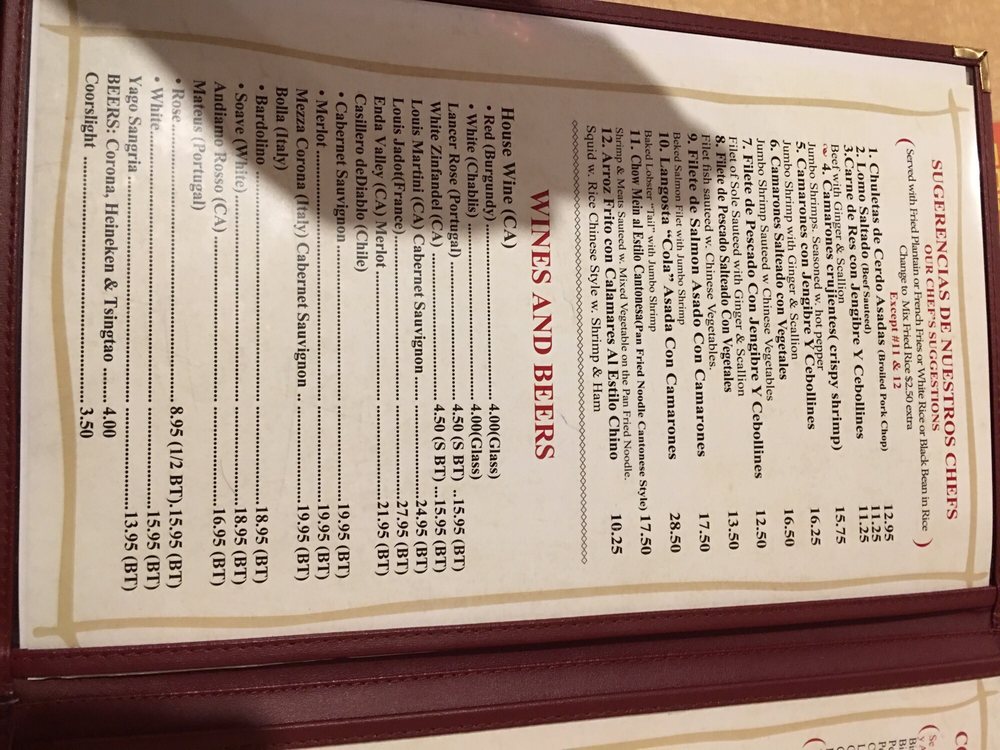 SUGERENCIAS DE NUESTROS CHEFS
OUR CHEF'S SUGGESTIONS
( Served with Fried Plantain or French Fries or White Rice or Black Bean in Rice )
Change to Mix Fried Rice $2.50 extra
Except #11 & 12
1. Chuletas de Cerdo Asadas (Broiled Pork Chop) 12.95
2. Lomo Saltado (Beef Sauteed) 11.25
3.Carne de Res con Jengibre Y Cebollines 11.25
Beef with Ginger & Scallion
4. Camarones crujientes( crispy shrimp) 15.75
Jumbo Shrimps. Seasoned w. hot pepper
5. Camarones con Jengibre Y Cebollines 16.25
Jumbo Shrimp with Ginger & Scallion
6. Camarones Salteado con Vegetales 16.50
Jumbo Shrimp Sauteed w. Chinese Vegetables
7. Filete de Pescado Con Jengibre Y Cebollines 12.50
Filet of Sole Sauteed with Ginger & Scallion
8. Filete de Pescado Salteado Con Vegetales 13.50
Filet fish sauteed w. Chinese Vegetables.
9. Filete de Salmon Asado Con Camarones 17.50
Beked Salmon Filet with Jumbo Shrimp
10. Langosta "Cola" Asada Con Camarones 28.50
Baked Lobster "Tail" with Jumbo Shrimp
11. Chow Mein al Estilo Cantonesa(Pan Fried Noodle Cantonese Style) 17.50
Shrimp & Meats Sauteed w. Mixed Vegetable on the Pan Fried Noodle.
12. Arroz Frito con Calamares Al Estilo Chino 10.25
Squid w. Rice Chinese Style w. Shrimp & Ham
WINES AND BEERS
House Wine (CA)
• Red (Burgundy) 4.00(Glass)
• White (Chablis) 4.00(Glass)
Lancer Rose (Portugal) 4.50 (S BT) ..15.95 (BT)
White Zinfandel (CA) 4.50 (S BT) ...15.95 (BT)
Louis Martini (CA) Cabernet Sauvignon 24.95 (BT)
Louis Jadot(France) 27.95 (BT)
Enda Valley (CA) Merlot 21.95 (BT)
Casillero deDiablo (Chile)
• Cabernet Sauvignon 19.95 (BT)
• Merlot 19.95 (BT)
Mezza Corona (Italy) Cabernet Sauvignon .. 19.95 (BT)
Bolla (Italy)
• Bardolino 18.95 (BT)
• Soave (White) 18.95 (BT)
Andiamo Rosso (CA) 16.95 (BT)
Mateus (Portugal)
• Rose 8.95 (1/2 BT).15.95 (BT)
• White 15.95 (BT)
Yago Sangria 13.95 (BT)
BEERS: Corona, Heineken & Tsingtao 4.00
Coorslight 3.50